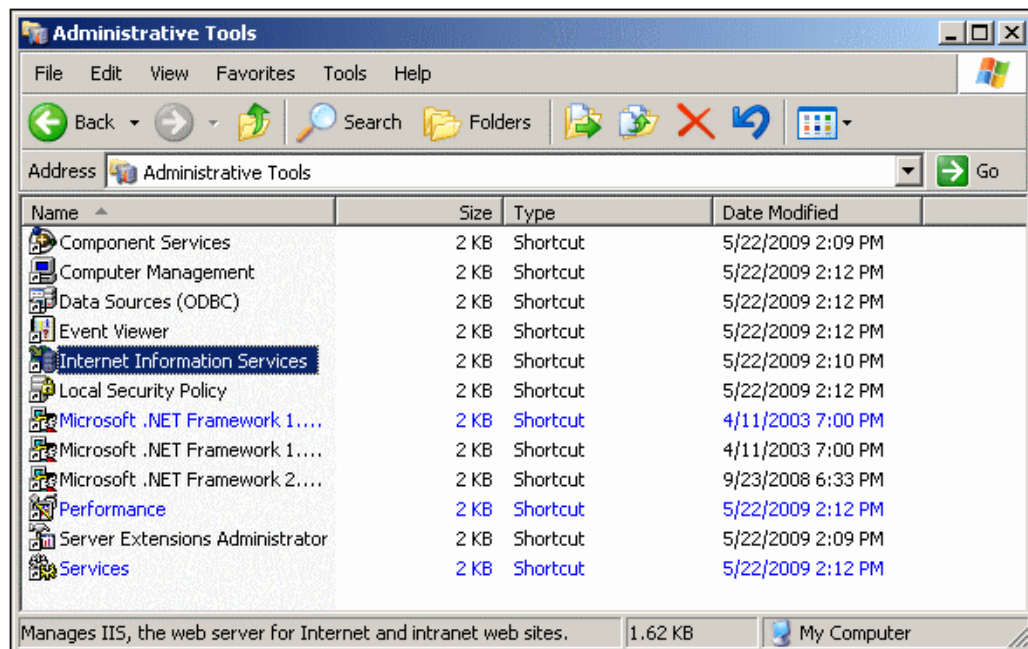 Administrative Tools
File Edit View Favorites Tools Help
Back Search Folders
Address Administrative Tools Go
Name Size Type Date Modified
Component Services 2 KB Shortcut 5/22/2009 2:09 PM
Computer Management 2 KB Shortcut 5/22/2009 2:12 PM
Data Sources (ODBC) 2 KB Shortcut 5/22/2009 2:12 PM
Event Viewer 2 KB Shortcut 5/22/2009 2:12 PM
Internet Information Services 2 KB Shortcut 5/22/2009 2:10 PM
Local Security Policy 2 KB Shortcut 5/22/2009 2:12 PM
Microsoft .NET Framework 1.... 2 KB Shortcut 4/11/2003 7:00 PM
Microsoft .NET Framework 1.... 2 KB Shortcut 4/11/2003 7:00 PM
Microsoft .NET Framework 2.... 2 KB Shortcut 9/23/2008 6:33 PM
Performance 2 KB Shortcut 5/22/2009 2:12 PM
Server Extensions Administrator 2 KB Shortcut 5/22/2009 2:09 PM
Services 2 KB Shortcut 5/22/2009 2:12 PM
Manages IIS, the web server for Internet and intranet web sites. 1.62 KB My Computer